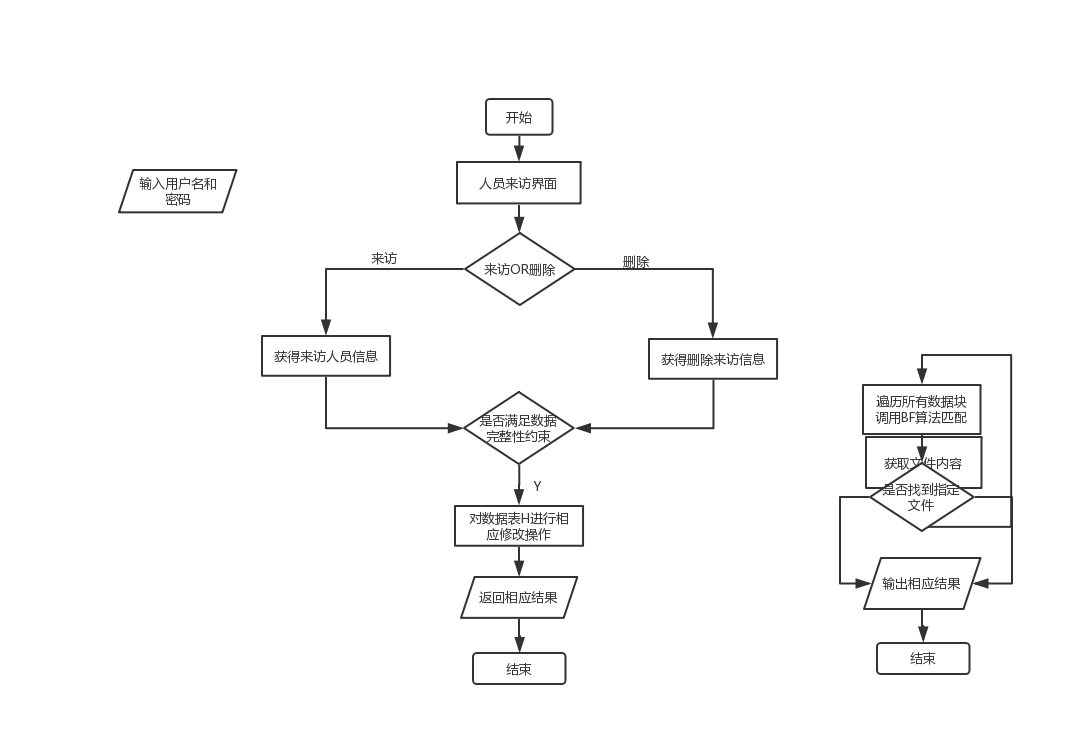 开始
输入用户名和
密码
人员来访界面
来访
来访OR删除
删除
获得来访人员信息
获得删除来访信息
是否满足数据
完整性约束
Y
对数据表H进行相
应修改操作
返回相应结果
结束
遍历所有数据块
调用BF算法匹配
获取文件内容
是否找到指定
文件
输出相应结果
结束